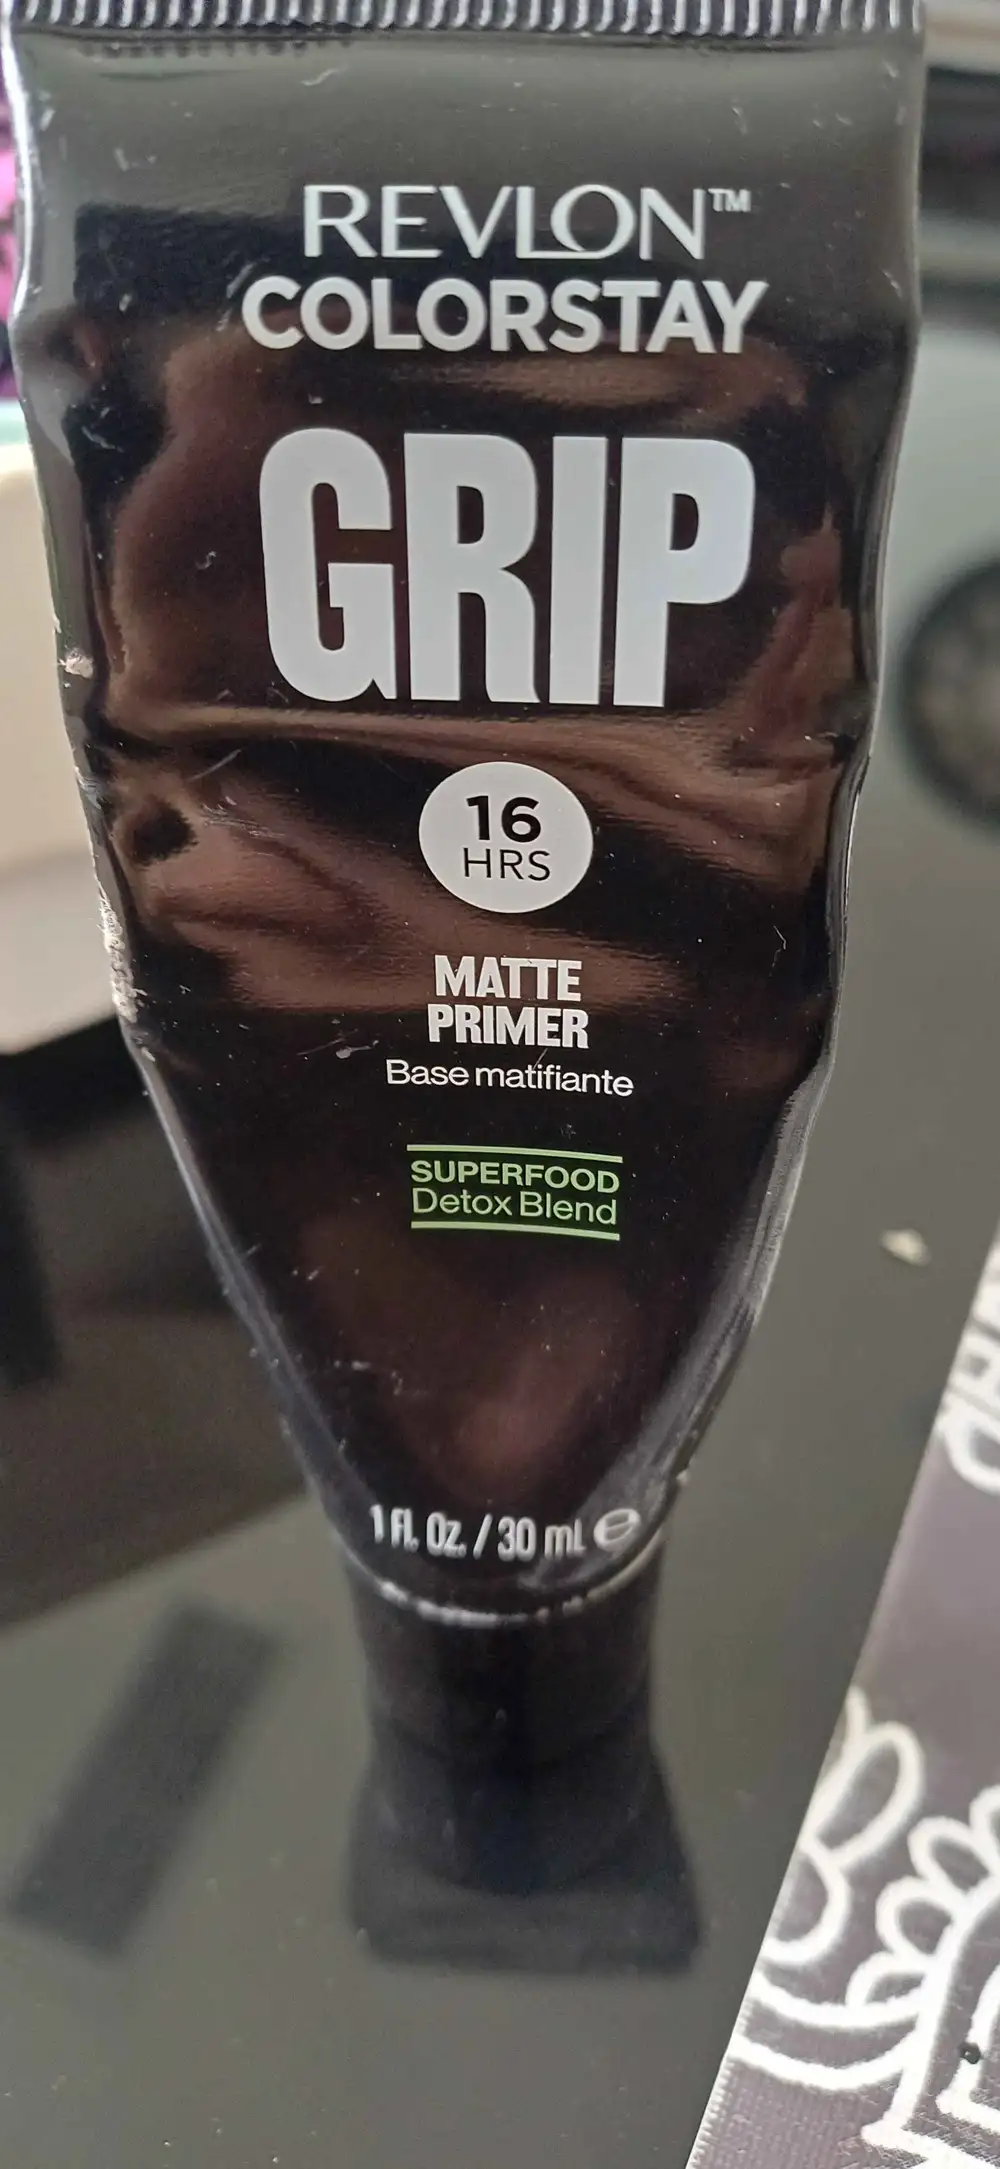 REVLON™
COLORSTAY
GRIP
16
HRS
MATTE
PRIMER
Base matifiante
SUPERFOOD
Detox Blend
1 fl. Oz. / 30 mL ℮